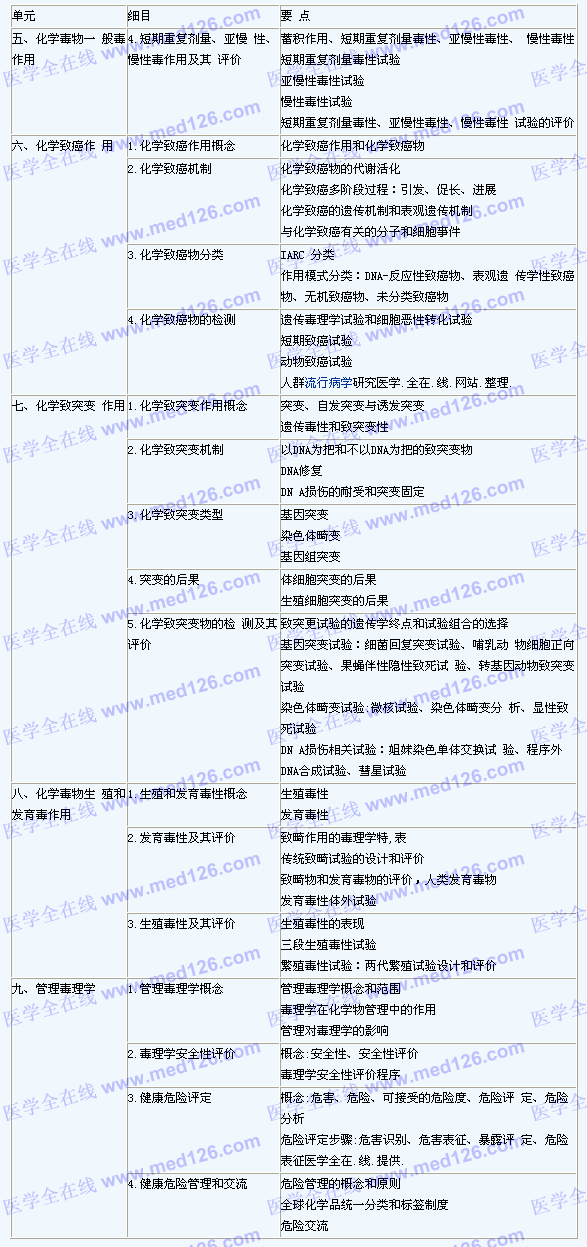 单元 细目 要 点
五、化学毒物一 般毒 4.短期重复剂量、亚慢 性、 蓄积作用、短期重复剂量毒性、亚慢性毒性、 慢性毒性
作用 慢性毒作用及其 评价 短期重复剂量毒性试验
亚慢性毒性试验
慢性毒性试验
短期重复剂量毒性、亚慢性毒性、慢性毒性 试验的评价
六、化学致癌作 用 1.化学致癌作用概念 化学致癌作用和化学致癌物
2.化学致癌机制 化学致癌物的代谢活化
化学致癌多阶段过程：引发、促长、进展
化学致癌的遗传机制和表观遗传机制
与化学致癌有关的分子和细胞事件
3.化学致癌物分类 IARC 分类
作用模式分类：DNA-反应性致癌物、表观遗 传学性致癌
物、无机致癌物、未分类致癌物
4.化学致癌物的检测 遗传毒理学试验和细胞恶性转化试验
短期致癌试验
动物致癌试验
人群流行病学研究医学.全在.线.网站.整理.
七、化学致突变 作用 1.化学致突变作用概念 突变、自发突变与诱发突变
遗传毒性和致突变性
2.化学致突变机制 以DNA为把和不以DNA为把的致突变物
DNA修复
DN A损伤的耐受和突变固定
3.化学致突变类型 基因突变
染色体畸变
基因组突变
4.突变的后果 体细胞突变的后果
生殖细胞突变的后果
5.化学致突变物的检 测及其 致突更试验的遗传学终点和试验组合的选择
评价 基因突变试验：细菌回复突变试验、哺乳动 物细胞正向
突变试验、果蝇伴性隐性致死试 验、转基因动物致突变
试验
染色体畸变试验:微核试验、染色体畸变分 析、显性致
死试验
DN A损伤相关试验：姐妹染色单体交换试 验、程序外
DNA合成试验、彗星试验
八、化学毒物生 殖和 1.生殖和发育毒性概念 生殖毒性
发育毒作用 发育毒性
2.发育毒性及其评价 致畸作用的毒理学特,表
传统致畸试验的设计和评价
致畸物和发育毒物的评价，人类发育毒物
发育毒性体外试验
3.生殖毒性及其评价 生殖毒性的表现
三段生殖毒性试验
繁殖毒性试验：两代繁殖试验设计和评价
九、管理毒理学 1.管理毒理学概念 管理毒理学概念和范围
毒理学在化学物管理中的作用
管理对毒理学的影响
2.毒理学安全性评价 概念:安全性、安全性评价
毒理学安全性评价程序
3.健康危险评定 概念:危害、危险、可接受的危险度、危险评 定、危险
分析
危险评定步骤:危害识别、危害表征、暴露评 定、危险
表征医学全在.线.提供.
4.健康危险管理和交流 危险管理的概念和原则
全球化学品统一分类和标签制度
危险交流
医学全在线 www.med126.com